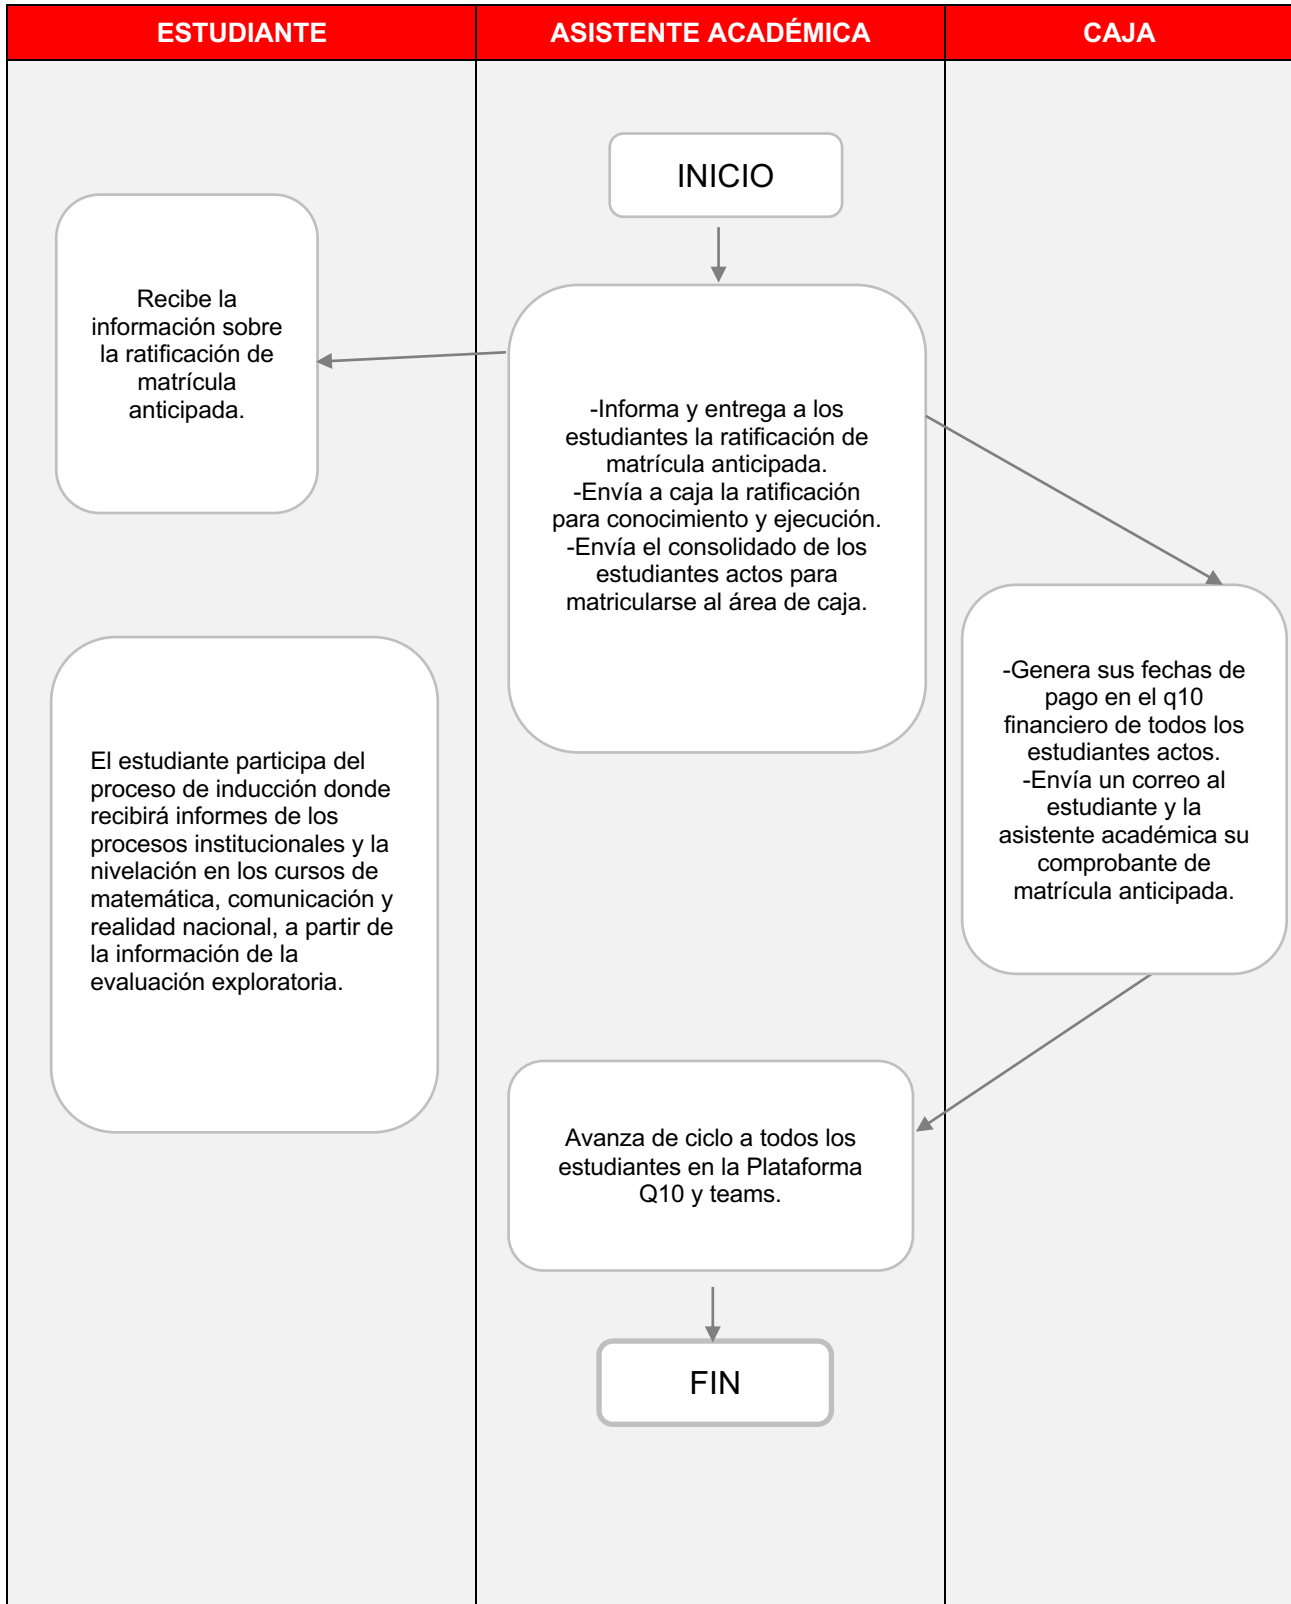 ESTUDIANTE
ASISTENTE ACADÉMICA
CAJA
INICIO
Recibe la
información sobre
la ratificación de
matrícula
anticipada.
-Informa y entrega a los
estudiantes la ratificación de
matrícula anticipada.
-Envía a caja la ratificación
para conocimiento y ejecución.
-Envía el consolidado de los
estudiantes actos para
matricularse al área de caja.
-Genera sus fechas de
pago en el q10
financiero de todos los
estudiantes actos.
-Envía un correo al
estudiante y la
asistente académica su
comprobante de
matrícula anticipada.
El estudiante participa del
proceso de inducción donde
recibirá informes de los
procesos institucionales y la
nivelación en los cursos de
matemática, comunicación y
realidad nacional, a partir de
la información de la
evaluación exploratoria.
Avanza de ciclo a todos los
estudiantes en la Plataforma
Q10 y teams.
FIN